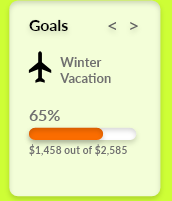 Goals < >
Winter
Vacation
65%
$1,458 out of $2,585